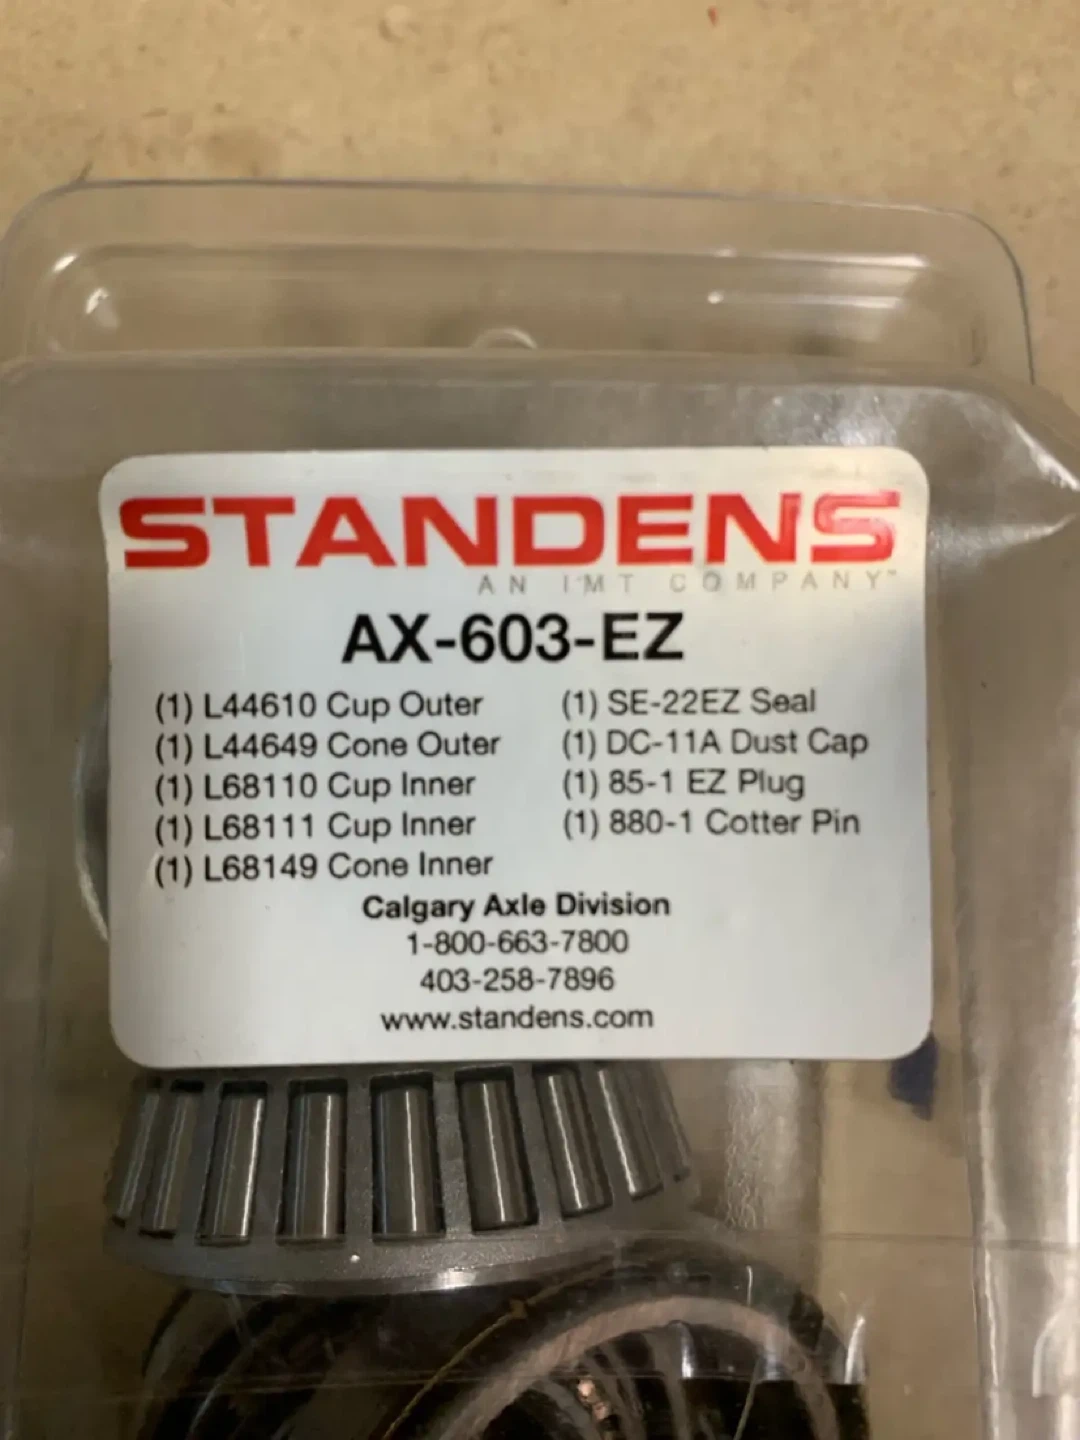 STANDENS
AN IMT COMPANY™
AX-603-EZ
(1) L44610 Cup Outer
(1) L44649 Cone Outer
(1) L68110 Cup Inner
(1) L68111 Cup Inner
(1) L68149 Cone Inner
(1) SE-22EZ Seal
(1) DC-11A Dust Cap
(1) 85-1 EZ Plug
(1) 880-1 Cotter Pin
Calgary Axle Division
1-800-663-7800
403-258-7896
www.standens.com